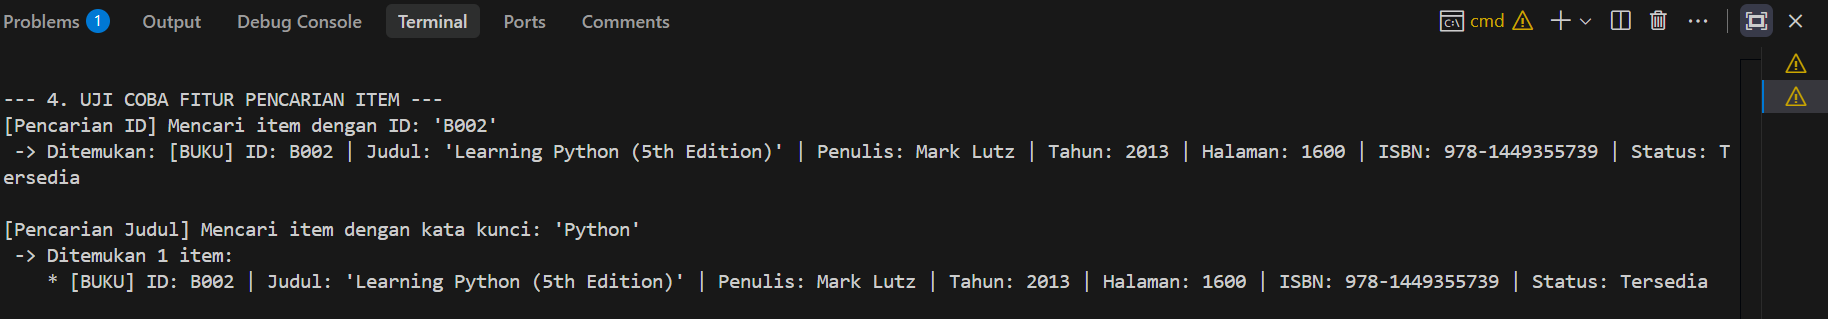 Problems 1 Output Debug Console Terminal Ports Comments cmd
--- 4. UJI COBA FITUR PENCARIAN ITEM ---
[Pencarian ID] Mencari item dengan ID: 'B002'
 -> Ditemukan: [BUKU] ID: B002 | Judul: 'Learning Python (5th Edition)' | Penulis: Mark Lutz | Tahun: 2013 | Halaman: 1600 | ISBN: 978-1449355739 | Status: T
ersedia
[Pencarian Judul] Mencari item dengan kata kunci: 'Python'
 -> Ditemukan 1 item:
    * [BUKU] ID: B002 | Judul: 'Learning Python (5th Edition)' | Penulis: Mark Lutz | Tahun: 2013 | Halaman: 1600 | ISBN: 978-1449355739 | Status: Tersedia